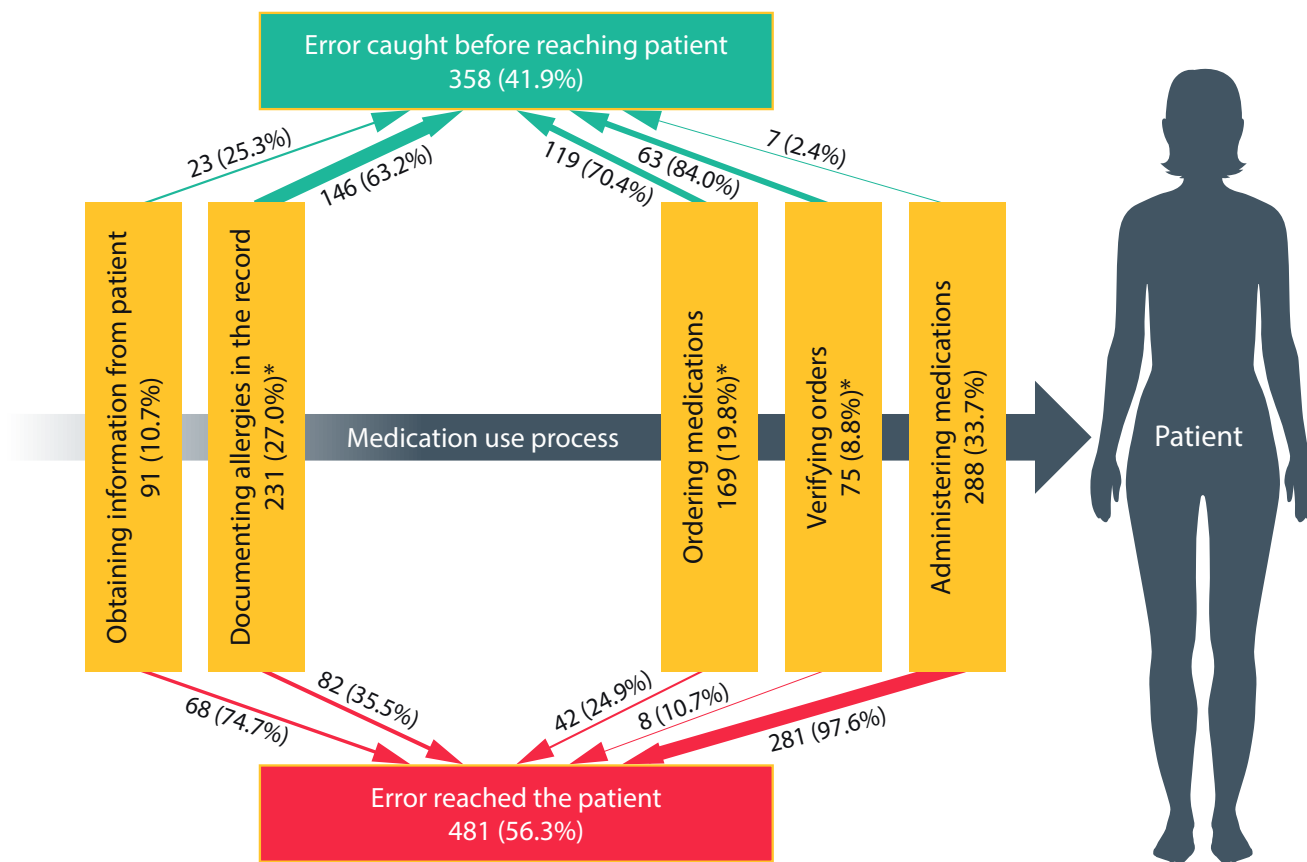 Error caught before reaching patient
358 (41.9%)
23 (25.3%)
146 (63.2%)
119 (70.4%)
63 (84.0%)
7 (2.4%)
Obtaining information from patient
91 (10.7%)
Documenting allergies in the record
231 (27.0%)*
Medication use process
Ordering medications
169 (19.8%)*
Verifying orders
75 (8.8%)*
Administering medications
288 (33.7%)
Patient
68 (74.7%)
82 (35.5%)
42 (24.9%)
8 (10.7%)
281 (97.6%)
Error reached the patient
481 (56.3%)